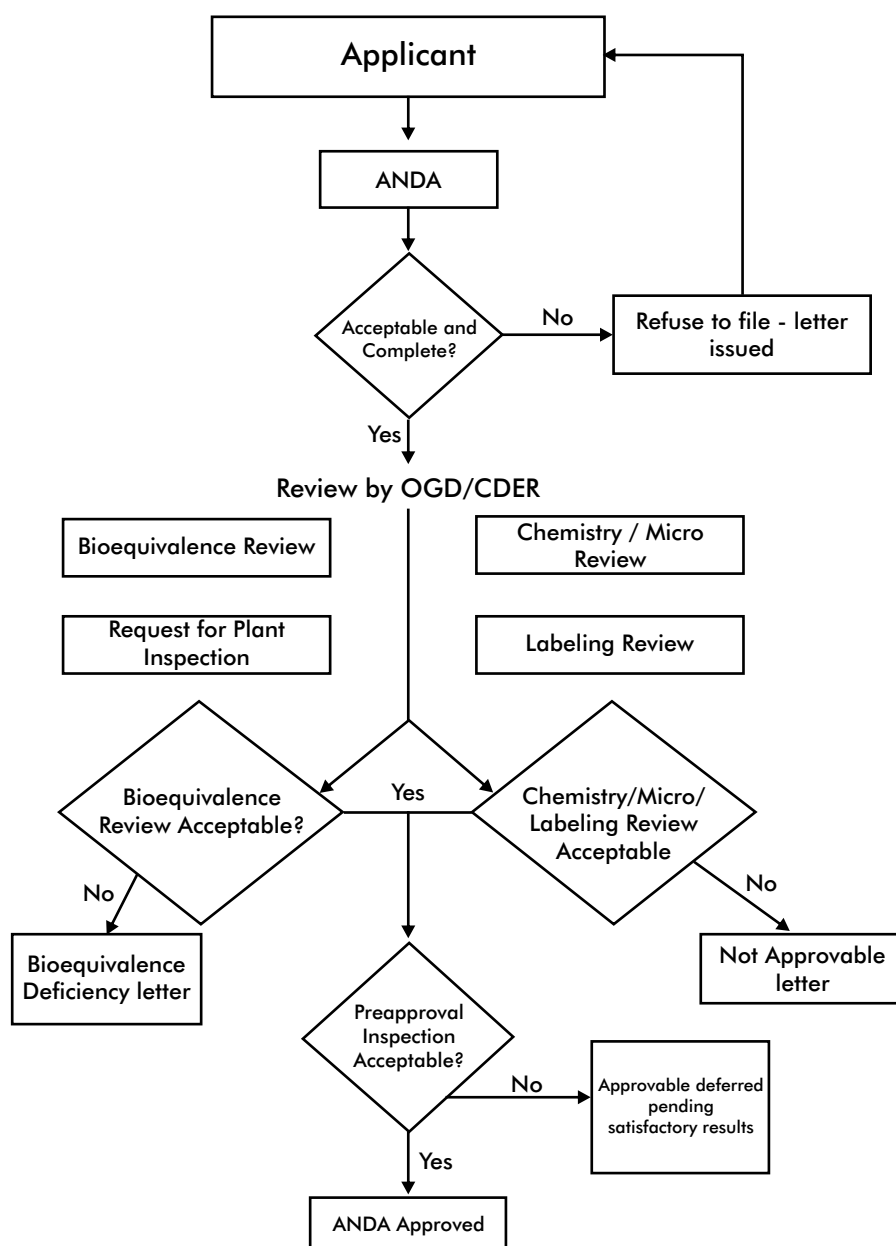 Applicant
ANDA
Acceptable and
Complete?
No
Refuse to file - letter
issued
Yes
Review by OGD/CDER
Bioequivalence Review
Chemistry / Micro
Review
Request for Plant
Inspection
Labeling Review
Bioequivalence
Review Acceptable?
Yes
Chemistry/Micro/
Labeling Review
Acceptable
No
No
Bioequivalence
Deficiency letter
Not Approvable
letter
Preapproval
Inspection
Acceptable?
No
Approvable deferred
pending
satisfactory results
Yes
ANDA Approved